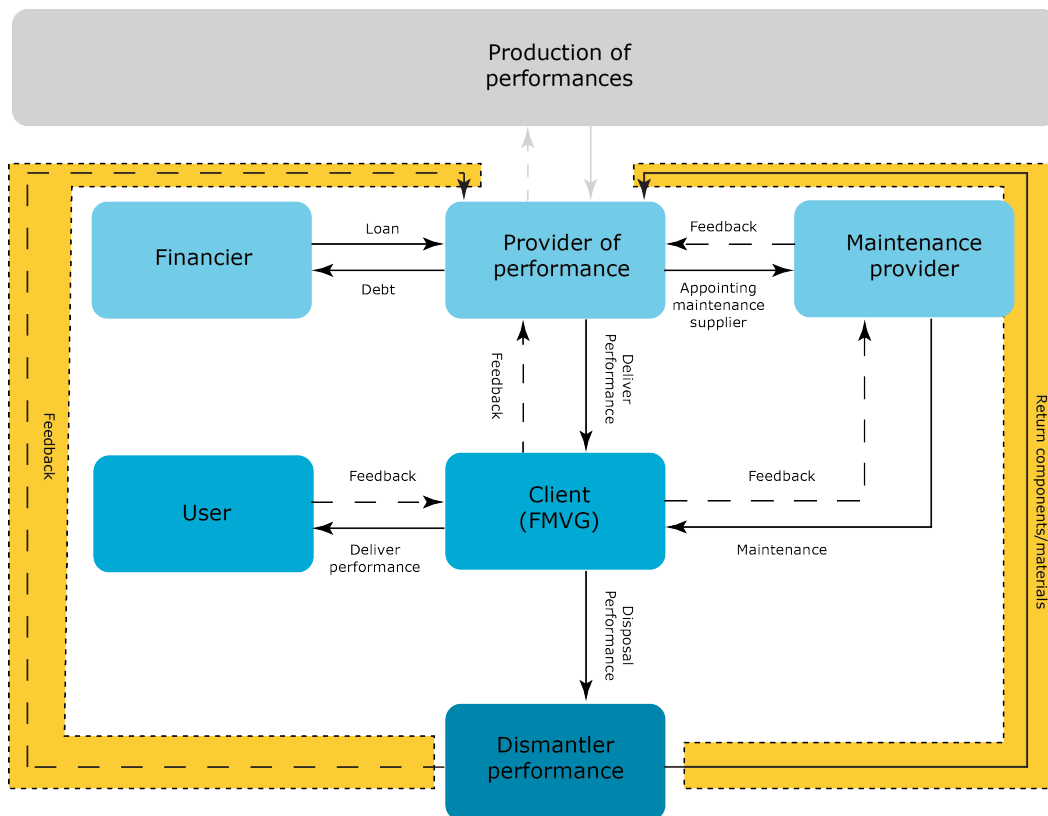 Production of
performances
Loan
Feedback
Financier
Provider of
performance
Maintenance
provider
Debt
Appointing
maintenance
supplier
Feedback
Deliver
Performance
Feedback
Return components/materials
Feedback
Feedback
User
Client
(FMVG)
Deliver
performance
Maintenance
Disposal
Performance
Dismantler
performance